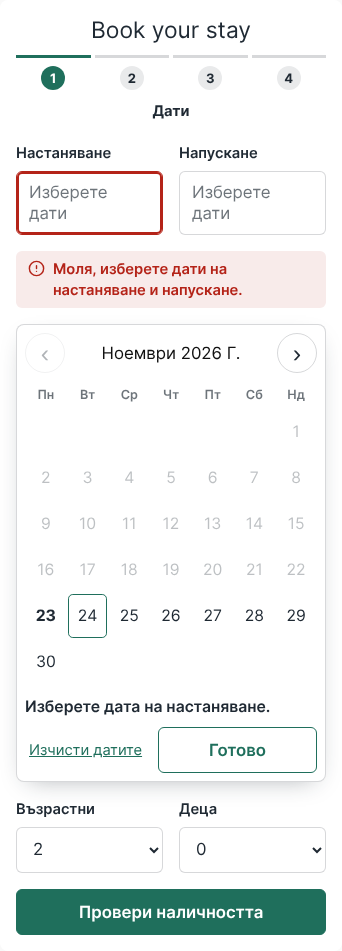 Book your stay
1 2 3 4
Дати
Настаняване Напускане
Изберете Изберете
дати дати
Моля, изберете дати на
настаняване и напускане.
‹ Ноември 2026 Г. ›
Пн Вт Ср Чт Пт Сб Нд
1
2 3 4 5 6 7 8
9 10 11 12 13 14 15
16 17 18 19 20 21 22
23 24 25 26 27 28 29
30
Изберете дата на настаняване.
Изчисти датите Готово
Възрастни Деца
2 0
Провери наличността